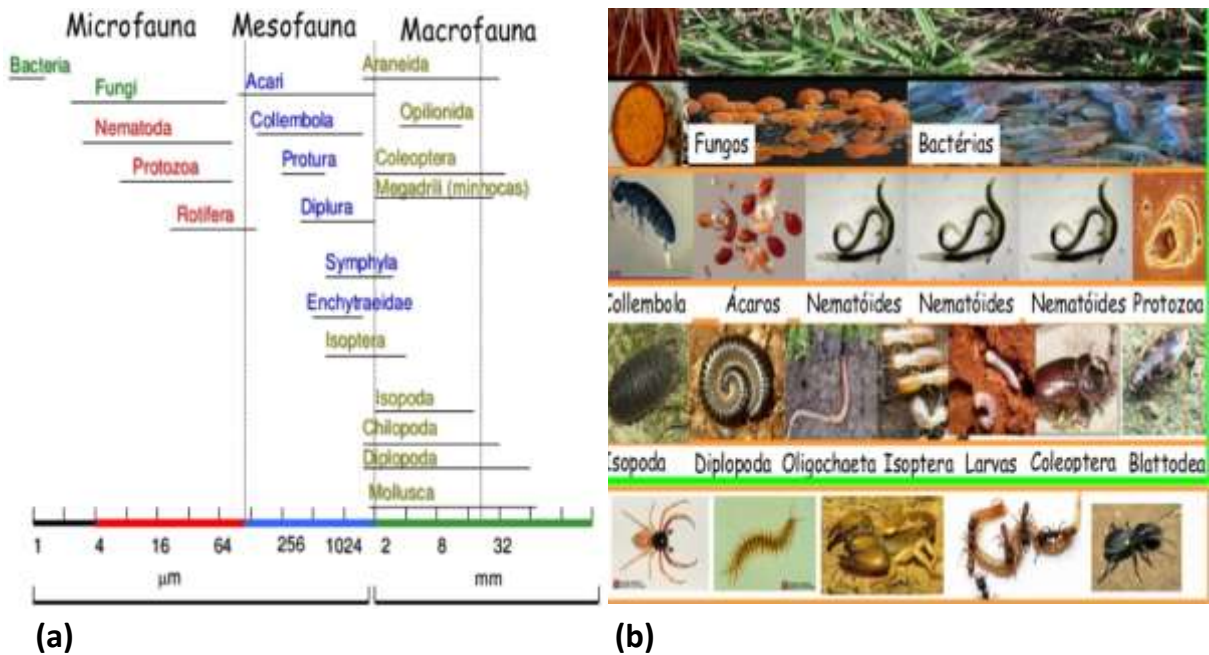 Microfauna Mesofauna Macrofauna
Bacteria
Araneida
Fungi
Acari
Opilionida
Nematoda
Collembola
Protozoa
Protura
Coleoptera
Megadrili (minhocas)
Rotífera
Diplura
Symphyla
Enchytraeidae
Isoptera
Isopoda
Chilopoda
Diplopoda
Mollusca
1 4 16 64 256 1024 2 8 32
µm mm
(a)
Fungos Bactérias
Collembola Ácaros Nematóides Nematóides Nematóides Protozoa
Isopoda Diplopoda Oligochaeta Isoptera Larvas Coleoptera Blattodea
(b)